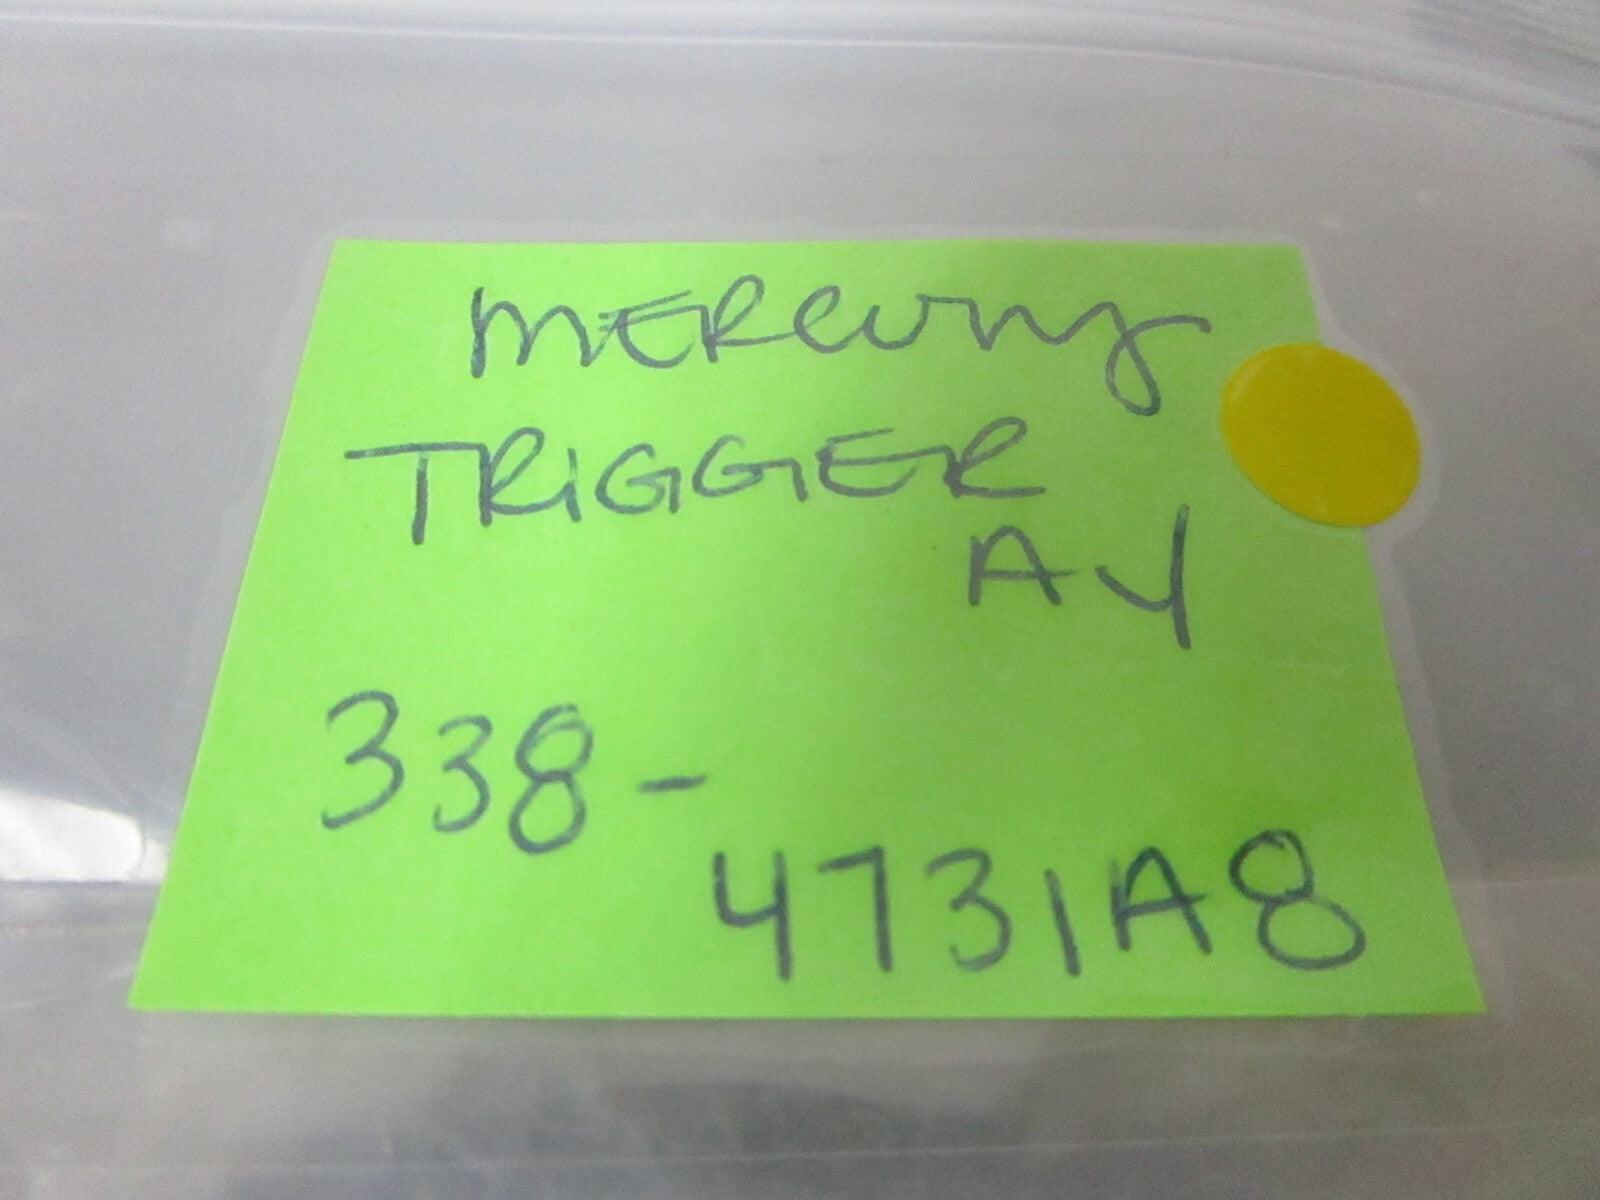 MERCURY
TRIGGER
AY
338-
4731A8